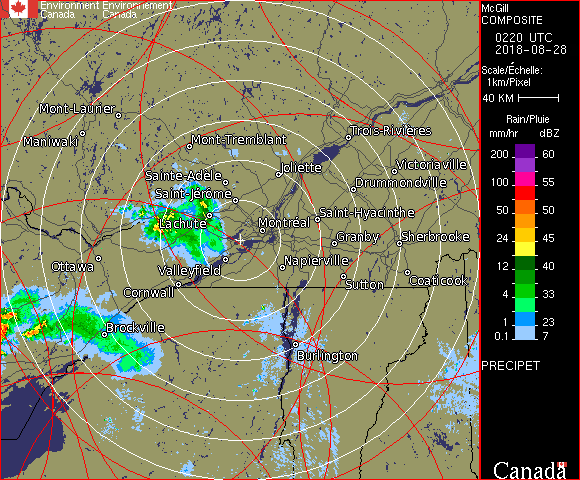 Environment Environnement
Canada Canada
McGill
COMPOSITE
0220 UTC
2018-08-28
Scale/Échelle:
1km/Pixel
40 KM
Rain/Pluie
mm/hr dBZ
200 60
100 55
50 50
24 45
12 40
4 33
1 23
0.1 7
PRECIPET
Mont-Laurier
Maniwaki
Mont-Tremblant
Trois-Rivières
Sainte-Adèle
Joliette
Victoriaville
Saint-Jérôme
Drummondville
Lachute
Montréal
Saint-Hyacinthe
Granby
Sherbrooke
Ottawa
Valleyfield
Napierville
Cornwall
Sutton
Coaticook
Brockville
Burlington
Canada